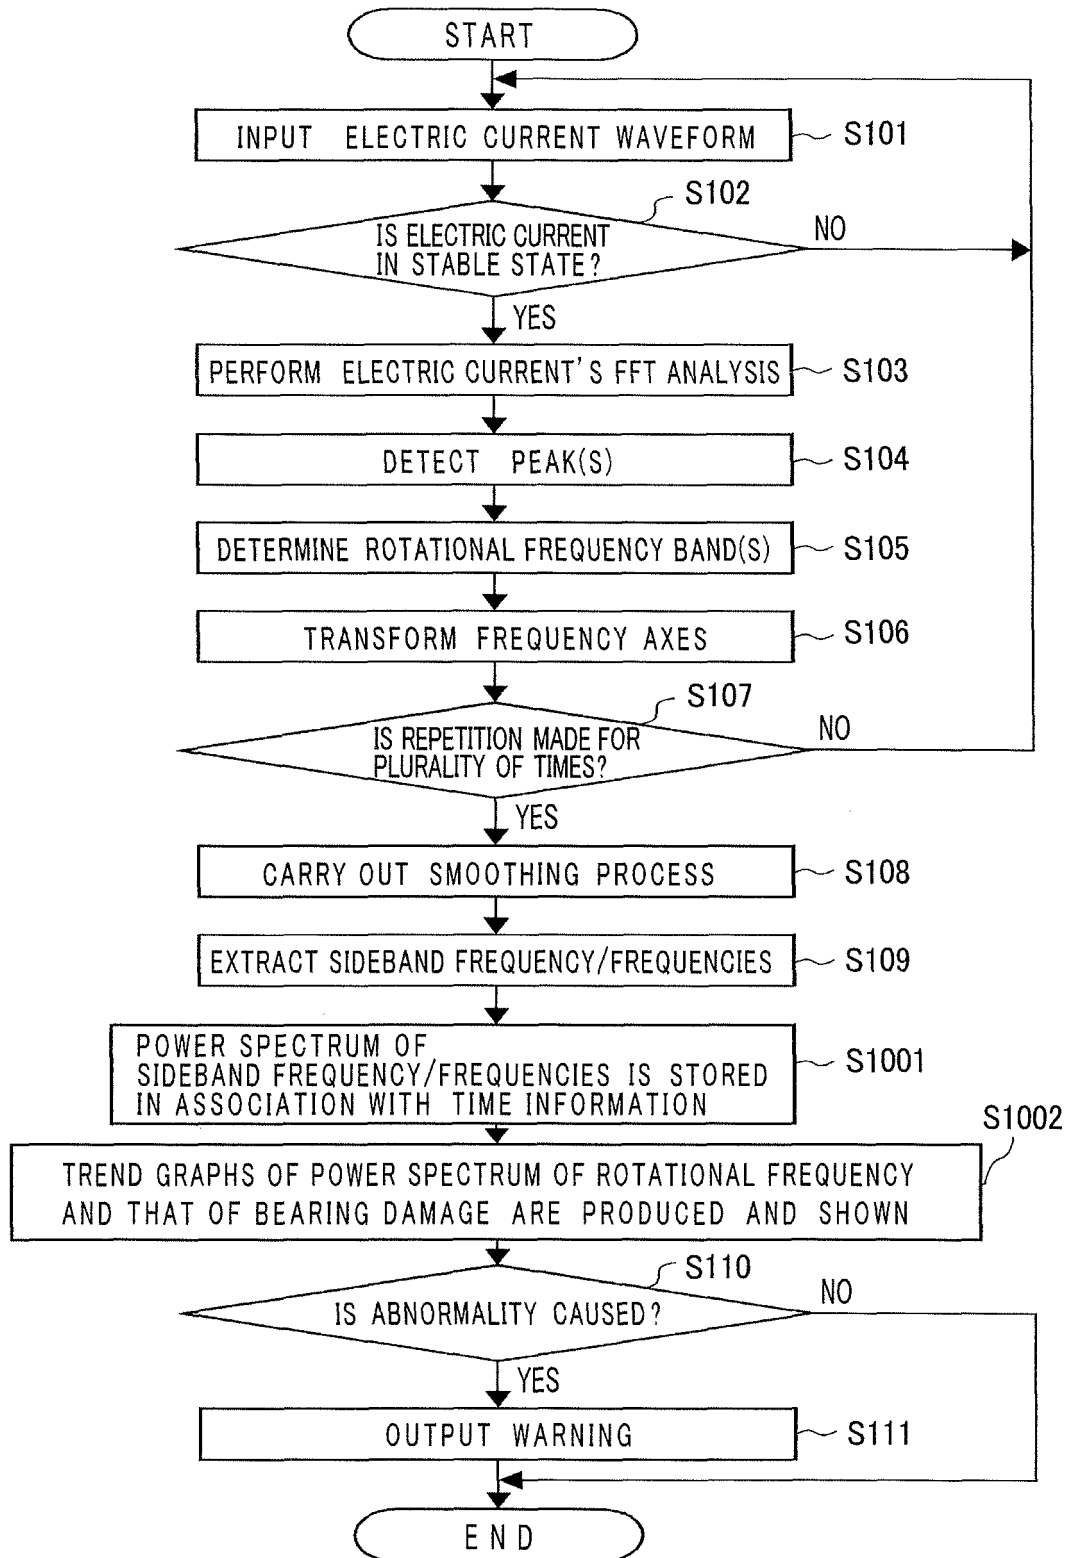 START
INPUT ELECTRIC CURRENT WAVEFORM
S101
S102
IS ELECTRIC CURRENT
IN STABLE STATE?
NO
YES
PERFORM ELECTRIC CURRENT'S FFT ANALYSIS
S103
DETECT PEAK(S)
S104
DETERMINE ROTATIONAL FREQUENCY BAND(S)
S105
TRANSFORM FREQUENCY AXES
S106
S107
IS REPETITION MADE FOR
PLURALITY OF TIMES?
NO
YES
CARRY OUT SMOOTHING PROCESS
S108
EXTRACT SIDEBAND FREQUENCY/FREQUENCIES
S109
POWER SPECTRUM OF
SIDEBAND FREQUENCY/FREQUENCIES IS STORED
IN ASSOCIATION WITH TIME INFORMATION
S1001
S1002
TREND GRAPHS OF POWER SPECTRUM OF ROTATIONAL FREQUENCY
AND THAT OF BEARING DAMAGE ARE PRODUCED AND SHOWN
S110
IS ABNORMALITY CAUSED?
NO
YES
OUTPUT WARNING
S111
END